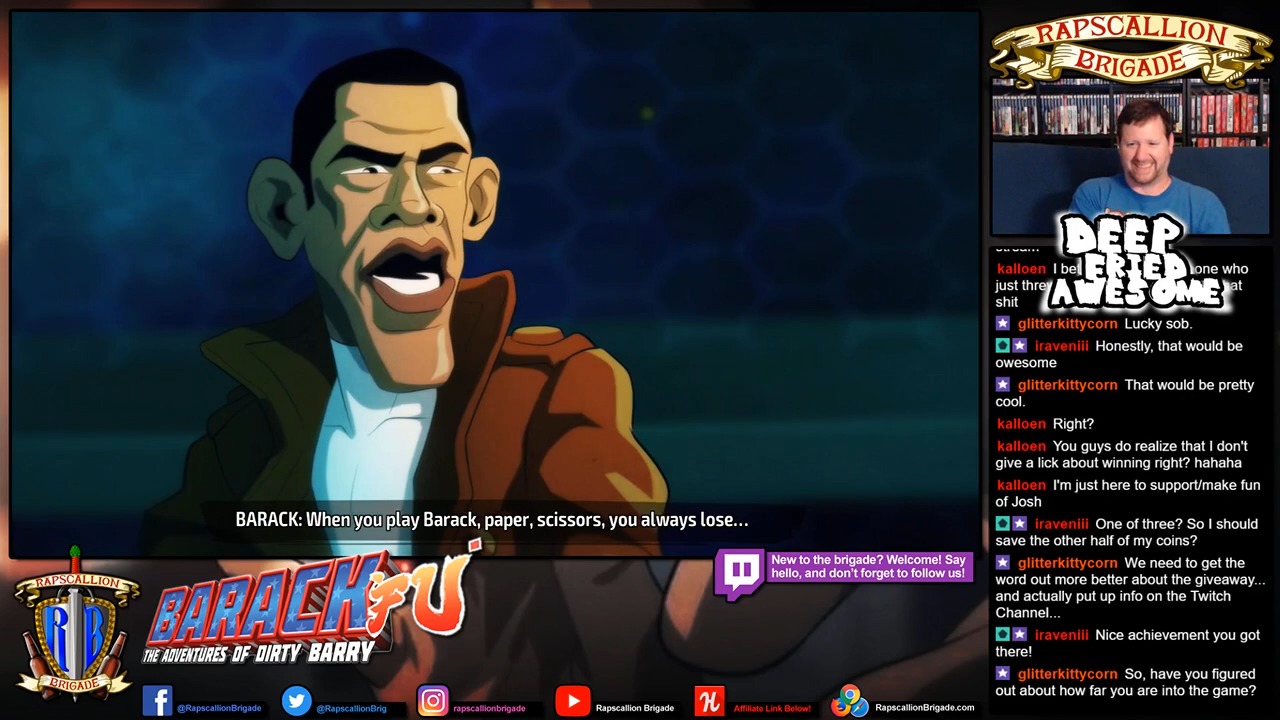 RAPSCALLION
BRIGADE
DEEP
FRIED
AWESOME
kalloen I be one who
just thre at
shit
glitterkittycorn Lucky sob.
iraveniii Honestly, that would be
owesome
glitterkittycorn That would be pretty
cool.
kalloen Right?
kalloen You guys do realize that I don't
give a lick about winning right? hahaha
kalloen I'm just here to support/make fun
of Josh
iraveniii One of three? So I should
save the other half of my coins?
glitterkittycorn We need to get the
word out more better about the giveaway...
and actually put up info on the Twitch
Channel...
iraveniii Nice achievement you got
there!
glitterkittycorn So, have you figured
out about how far you are into the game?
BARACK: When you play Barack, paper, scissors, you always lose...
New to the brigade? Welcome! Say
hello, and don't forget to follow us!
RAPSCALLION
RB
BRIGADE
BARACK FU
THE ADVENTURES OF DIRTY BARRY
@RapscallionBrigade
@RapscallionBrig
rapscallionbrigade
Rapscallion Brigade
Affiliate Link Below!
RapscallionBrigade.com